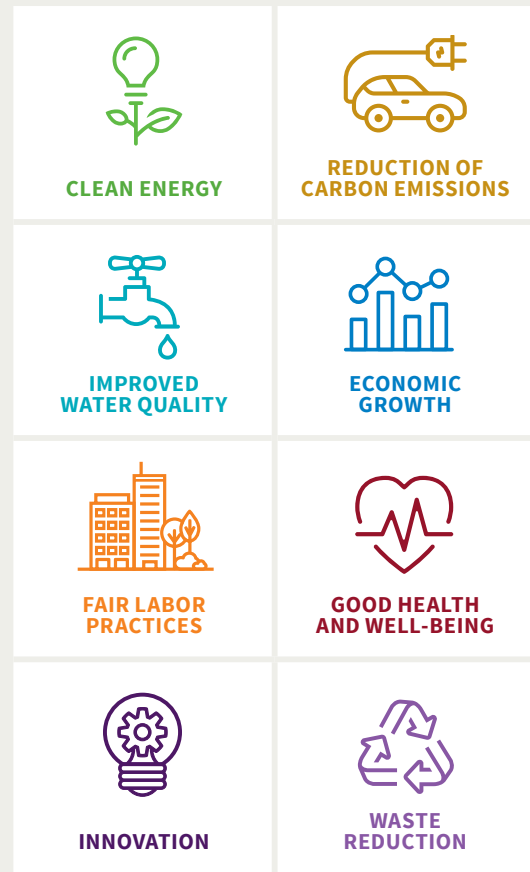 CLEAN ENERGY
REDUCTION OF
CARBON EMISSIONS
IMPROVED
WATER QUALITY
ECONOMIC
GROWTH
FAIR LABOR
PRACTICES
GOOD HEALTH
AND WELL-BEING
INNOVATION
WASTE
REDUCTION